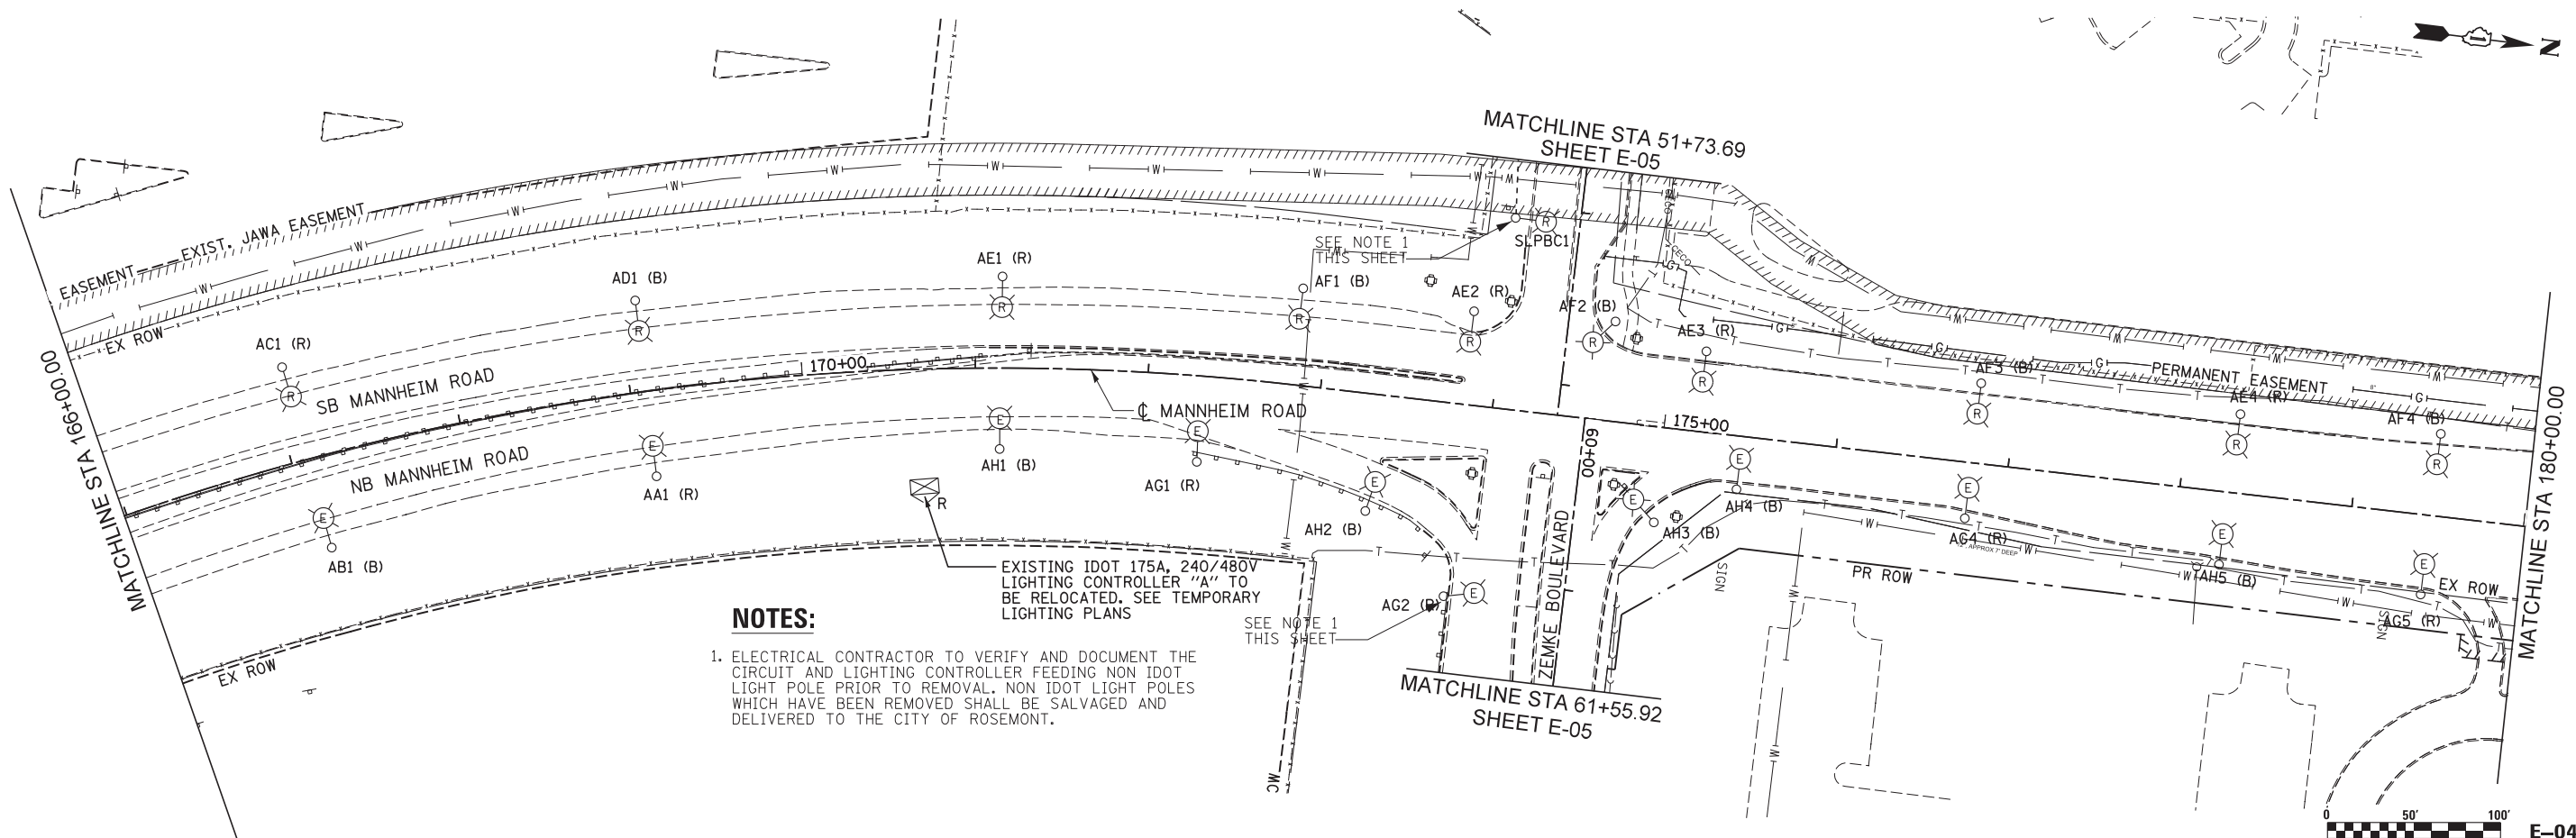 N
MATCHLINE STA 51+73.69
SHEET E-05
EASEMENT
EXIST. JAWA EASEMENT
W W W W W W W W W
EX ROW
AC1 (R)
R
AD1 (B)
R
AE1 (R)
R
SEE NOTE 1
THIS SHEET
AF1 (B)
R
AE2 (R)
R
R
SLPBC1
AF2 (B)
R
AE3 (R)
R
AF3 (B)
R
PERMANENT EASEMENT
AE4 (R)
R
AF4 (B)
R
MATCHLINE STA 166+00.00
SB MANNHEIM ROAD
170+00
NB MANNHEIM ROAD
℄ MANNHEIM ROAD
175+00
60+00
MATCHLINE STA 180+00.00
E
AB1 (B)
E
AA1 (R)
E
AH1 (B)
E
AG1 (R)
E
AH2 (B)
E
AH3 (B)
E
AH4 (B)
E
AG4 (R)
APPROX 7' DEEP
E
AH5 (B)
E
AG5 (R)
EX ROW
PR ROW
SIGN
SIGN
E
AG2 (R)
SEE NOTE 1
THIS SHEET
ZEMKE BOULEVARD
R
EXISTING IDOT 175A, 240/480V
LIGHTING CONTROLLER "A" TO
BE RELOCATED. SEE TEMPORARY
LIGHTING PLANS
EX ROW
NOTES:
1. ELECTRICAL CONTRACTOR TO VERIFY AND DOCUMENT THE
CIRCUIT AND LIGHTING CONTROLLER FEEDING NON IDOT
LIGHT POLE PRIOR TO REMOVAL. NON IDOT LIGHT POLES
WHICH HAVE BEEN REMOVED SHALL BE SALVAGED AND
DELIVERED TO THE CITY OF ROSEMONT.
MATCHLINE STA 61+55.92
SHEET E-05
0 50' 100'
E-04